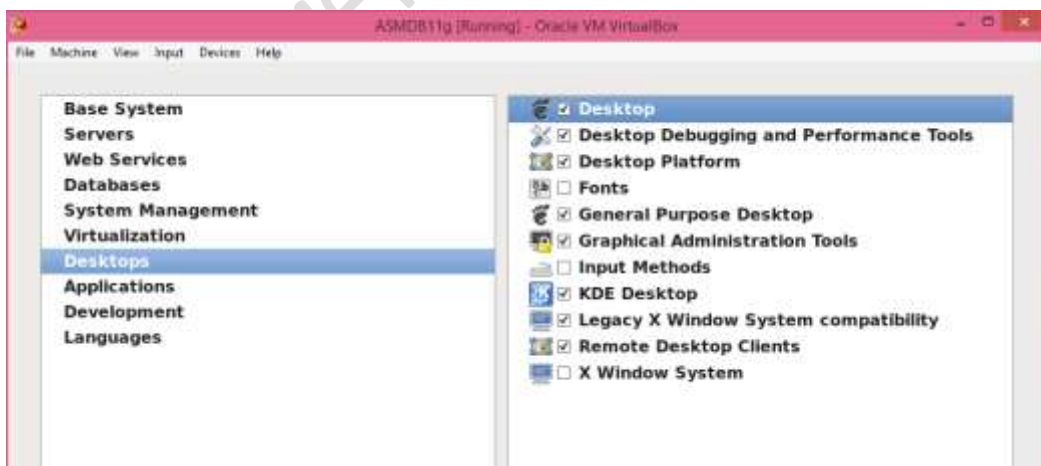 ASMDB11g [Running] - Oracle VM VirtualBox
File Machine View Input Devices Help
Base System
Servers
Web Services
Databases
System Management
Virtualization
Desktops
Applications
Development
Languages
Desktop
Desktop Debugging and Performance Tools
Desktop Platform
Fonts
General Purpose Desktop
Graphical Administration Tools
Input Methods
KDE Desktop
Legacy X Window System compatibility
Remote Desktop Clients
X Window System